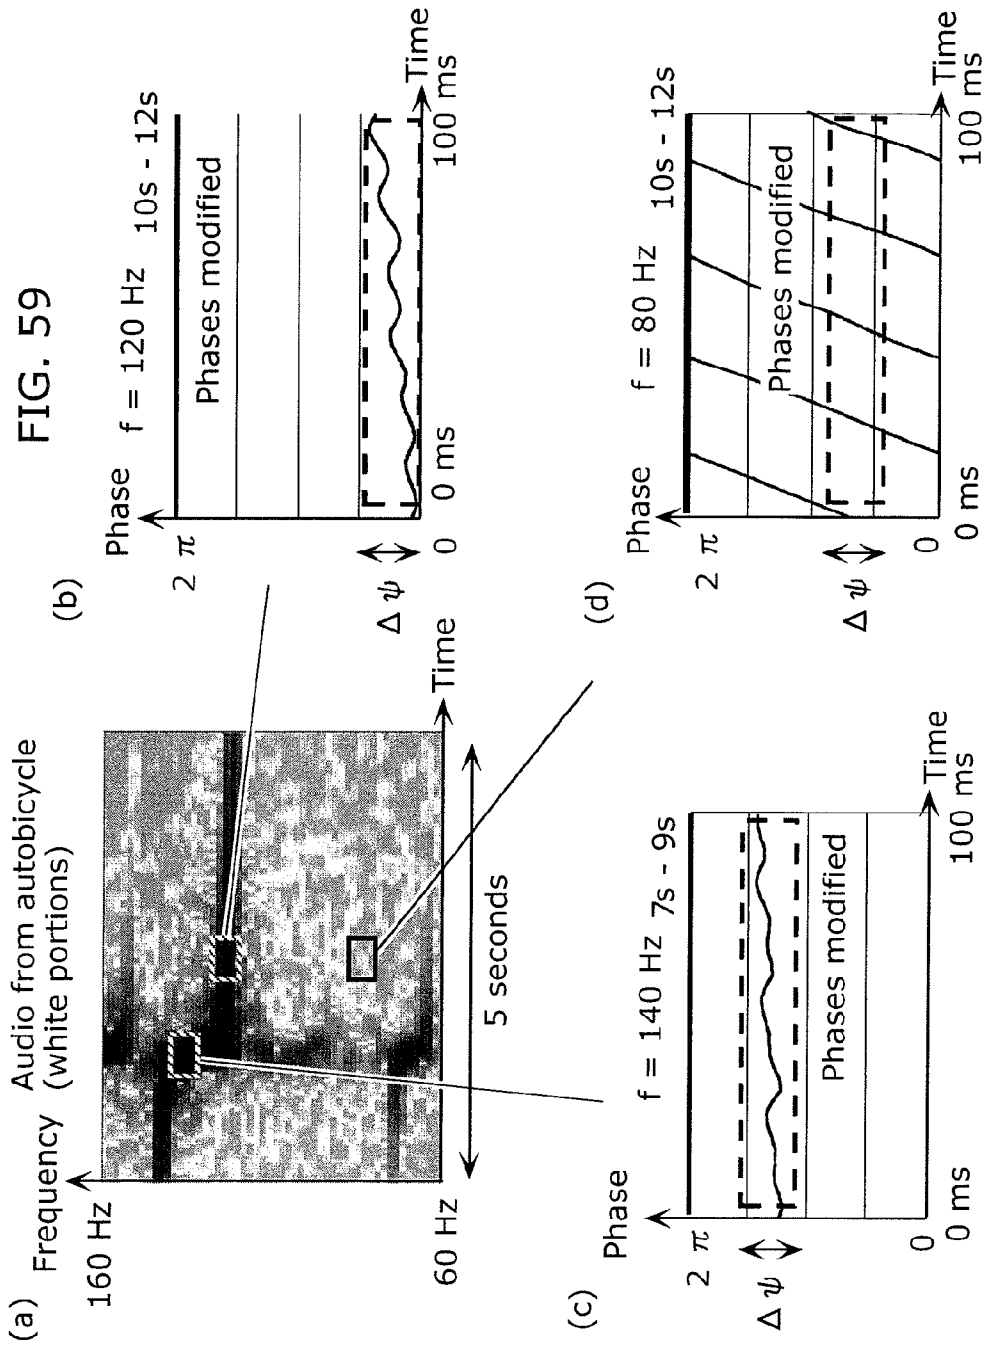 FIG. 59
(a)
Audio from autobicycle
(white portions)
Frequency
160 Hz
60 Hz
Time
5 seconds
(b)
f = 120 Hz 10s - 12s
Phase
2 π
Phases modified
Δ ψ
0
0 ms
100 ms
Time
(c)
f = 140 Hz 7s - 9s
Phase
2 π
Δ ψ
Phases modified
0
0 ms
100 ms
Time
(d)
f = 80 Hz 10s - 12s
Phase
2 π
Phases modified
Δ ψ
0
0 ms
100 ms
Time